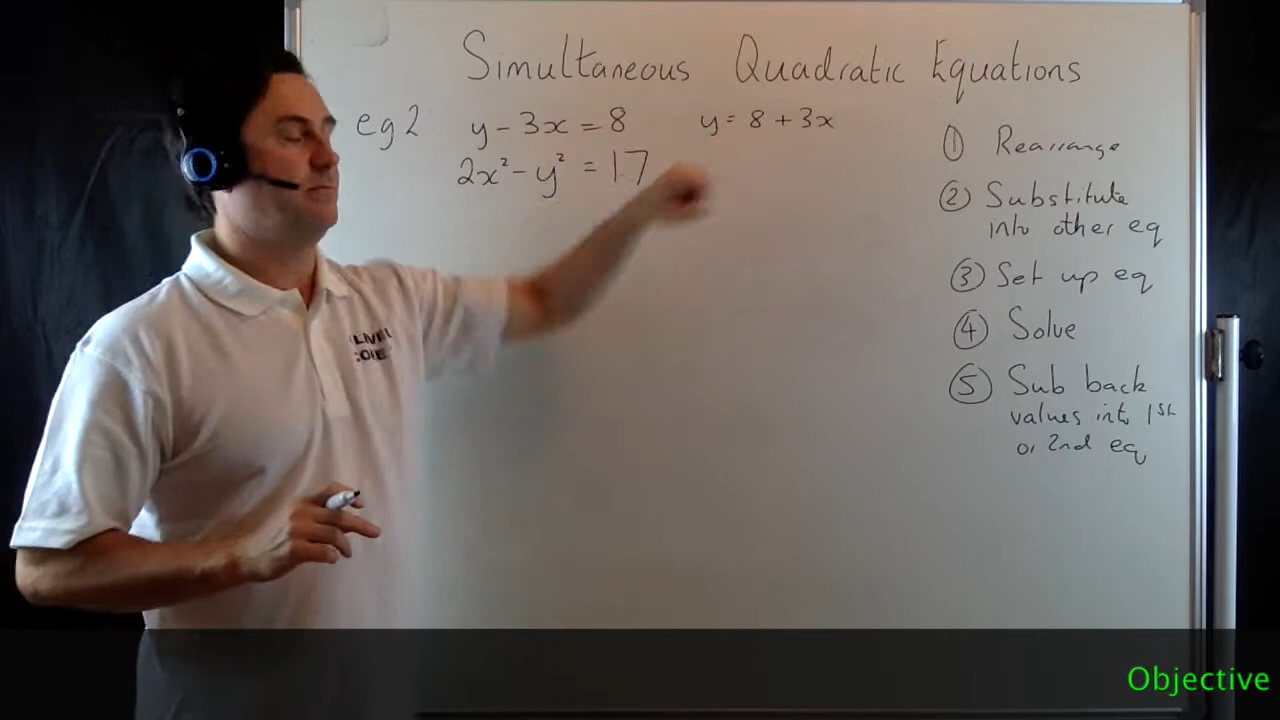 Simultaneous Quadratic Equations
eg 2 y - 3x = 8 y = 8 + 3x
2x² - y² = 17
① Rearrange
② Substitute
into other eq
③ Set up eq
④ Solve
⑤ Sub back
values into 1st
or 2nd eq
Objective